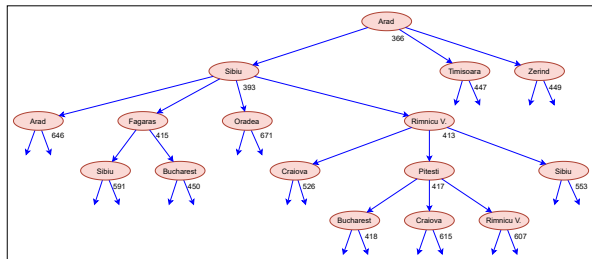 Arad
366
Sibiu Timisoara Zerind
393 447 449
Arad Fagaras Oradea Rimnicu V.
646 415 671 413
Sibiu Bucharest Craiova Pitesti Sibiu
591 450 526 417 553
Bucharest Craiova Rimnicu V.
418 615 607